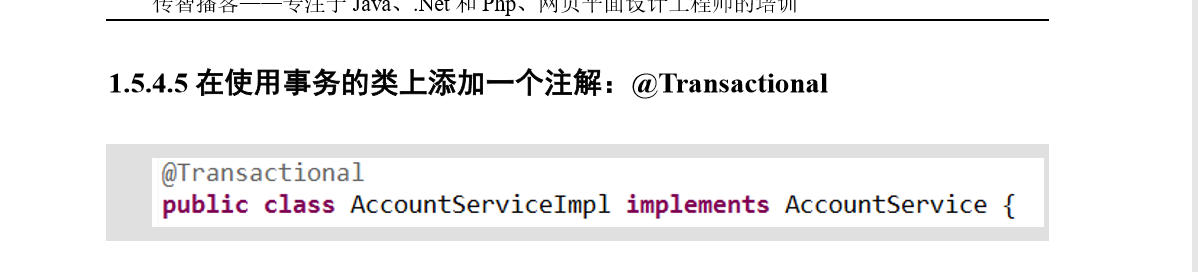 传智播客——专注于 Java、.Net 和 Php、网页平面设计工程师的培训
1.5.4.5 在使用事务的类上添加一个注解：@Transactional
@Transactional
public class AccountServiceImpl implements AccountService {